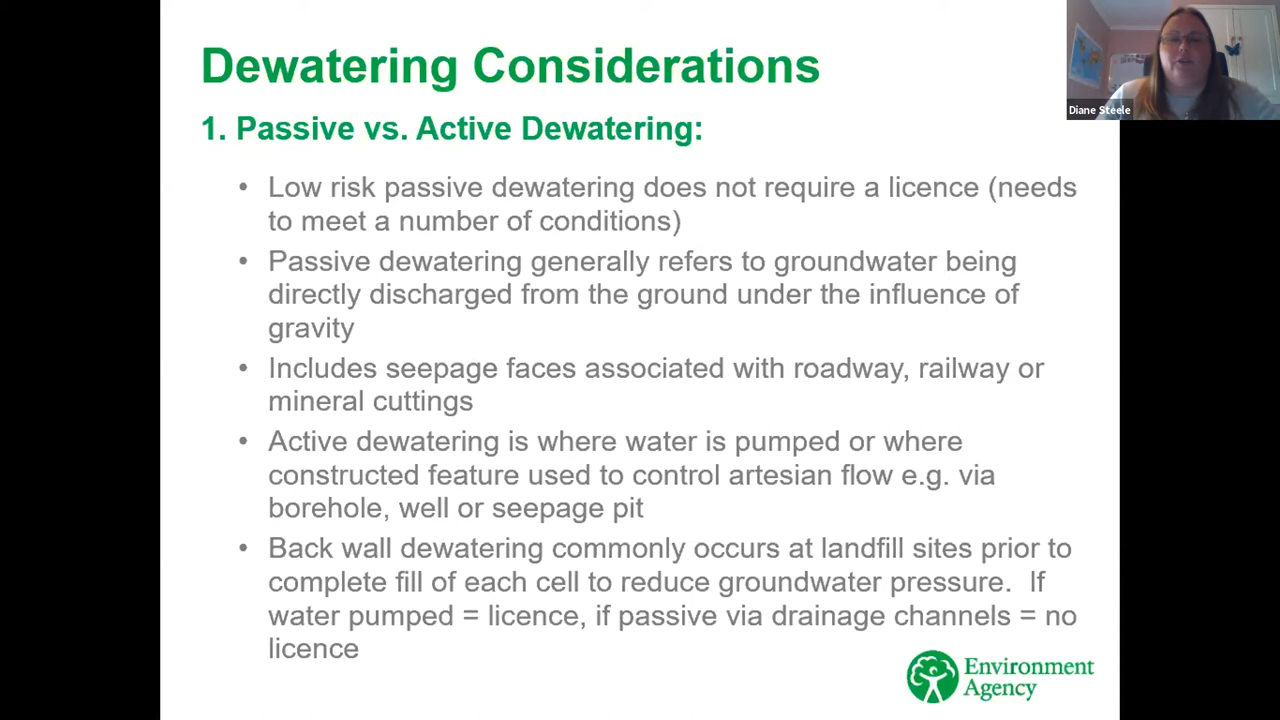 Dewatering Considerations
1. Passive vs. Active Dewatering:
• Low risk passive dewatering does not require a licence (needs
to meet a number of conditions)
• Passive dewatering generally refers to groundwater being
directly discharged from the ground under the influence of
gravity
• Includes seepage faces associated with roadway, railway or
mineral cuttings
• Active dewatering is where water is pumped or where
constructed feature used to control artesian flow e.g. via
borehole, well or seepage pit
• Back wall dewatering commonly occurs at landfill sites prior to
complete fill of each cell to reduce groundwater pressure.  If
water pumped = licence, if passive via drainage channels = no
licence
Environment
Agency
Diane Steele